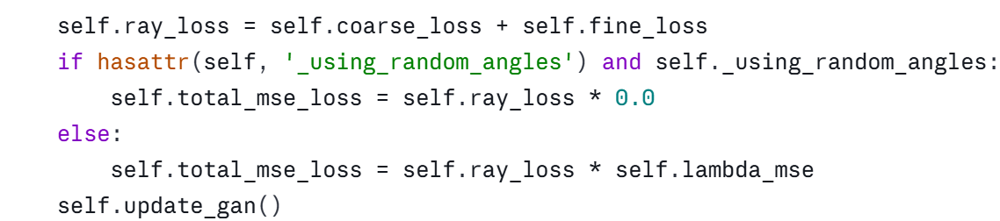 self.ray_loss = self.coarse_loss + self.fine_loss
if hasattr(self, '_using_random_angles') and self._using_random_angles:
    self.total_mse_loss = self.ray_loss * 0.0
else:
    self.total_mse_loss = self.ray_loss * self.lambda_mse
self.update_gan()